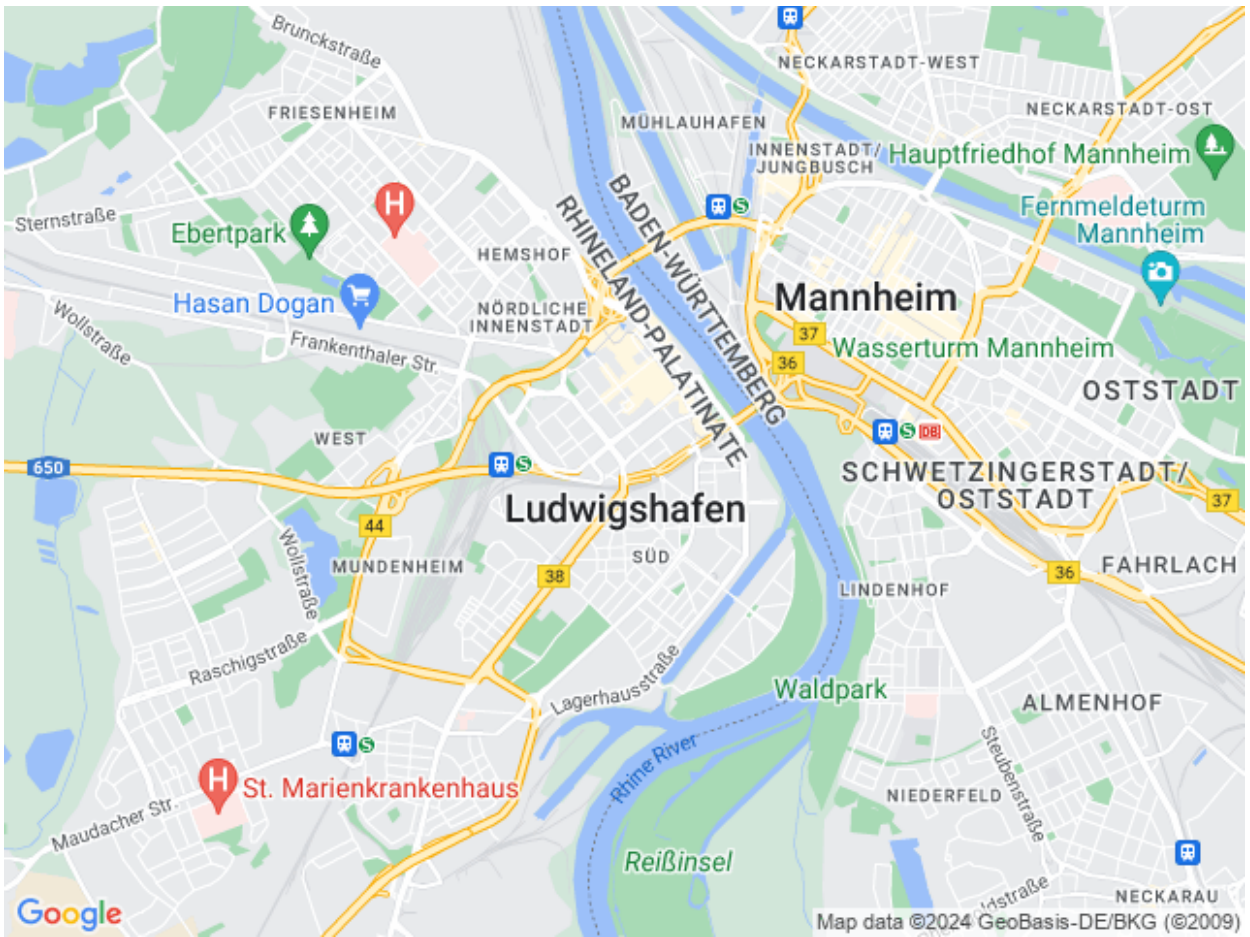 Brunckstraße
NECKARSTADT-WEST
FRIESENHEIM
NECKARSTADT-OST
MÜHLAUHAFEN
INNENSTADT/
JUNGBUSCH
Hauptfriedhof Mannheim
H
Sternstraße
Ebertpark
BADEN-WÜRTTEMBERG
RHINELAND-PALATINATE
S
Fernmeldeturm
Mannheim
HEMSHOF
Hasan Dogan
NÖRDLICHE
INNENSTADT
Mannheim
Wollstraße
Frankenthaler Str.
37
Wasserturm Mannheim
36
OSTSTADT
WEST
S
DB
650
S
SCHWETZINGERSTADT/
OSTSTADT
37
Ludwigshafen
44
Wollstraße
MUNDENHEIM
SÜD
38
36
FAHRLACH
LINDENHOF
Raschigstraße
Lagerhausstraße
Waldpark
ALMENHOF
S
Rhine River
Steubenstraße
H
St. Marienkrankenhaus
NIEDERFELD
Maudacher Str.
Reißinsel
NECKARAU
Google
Map data ©2024 GeoBasis-DE/BKG (©2009)